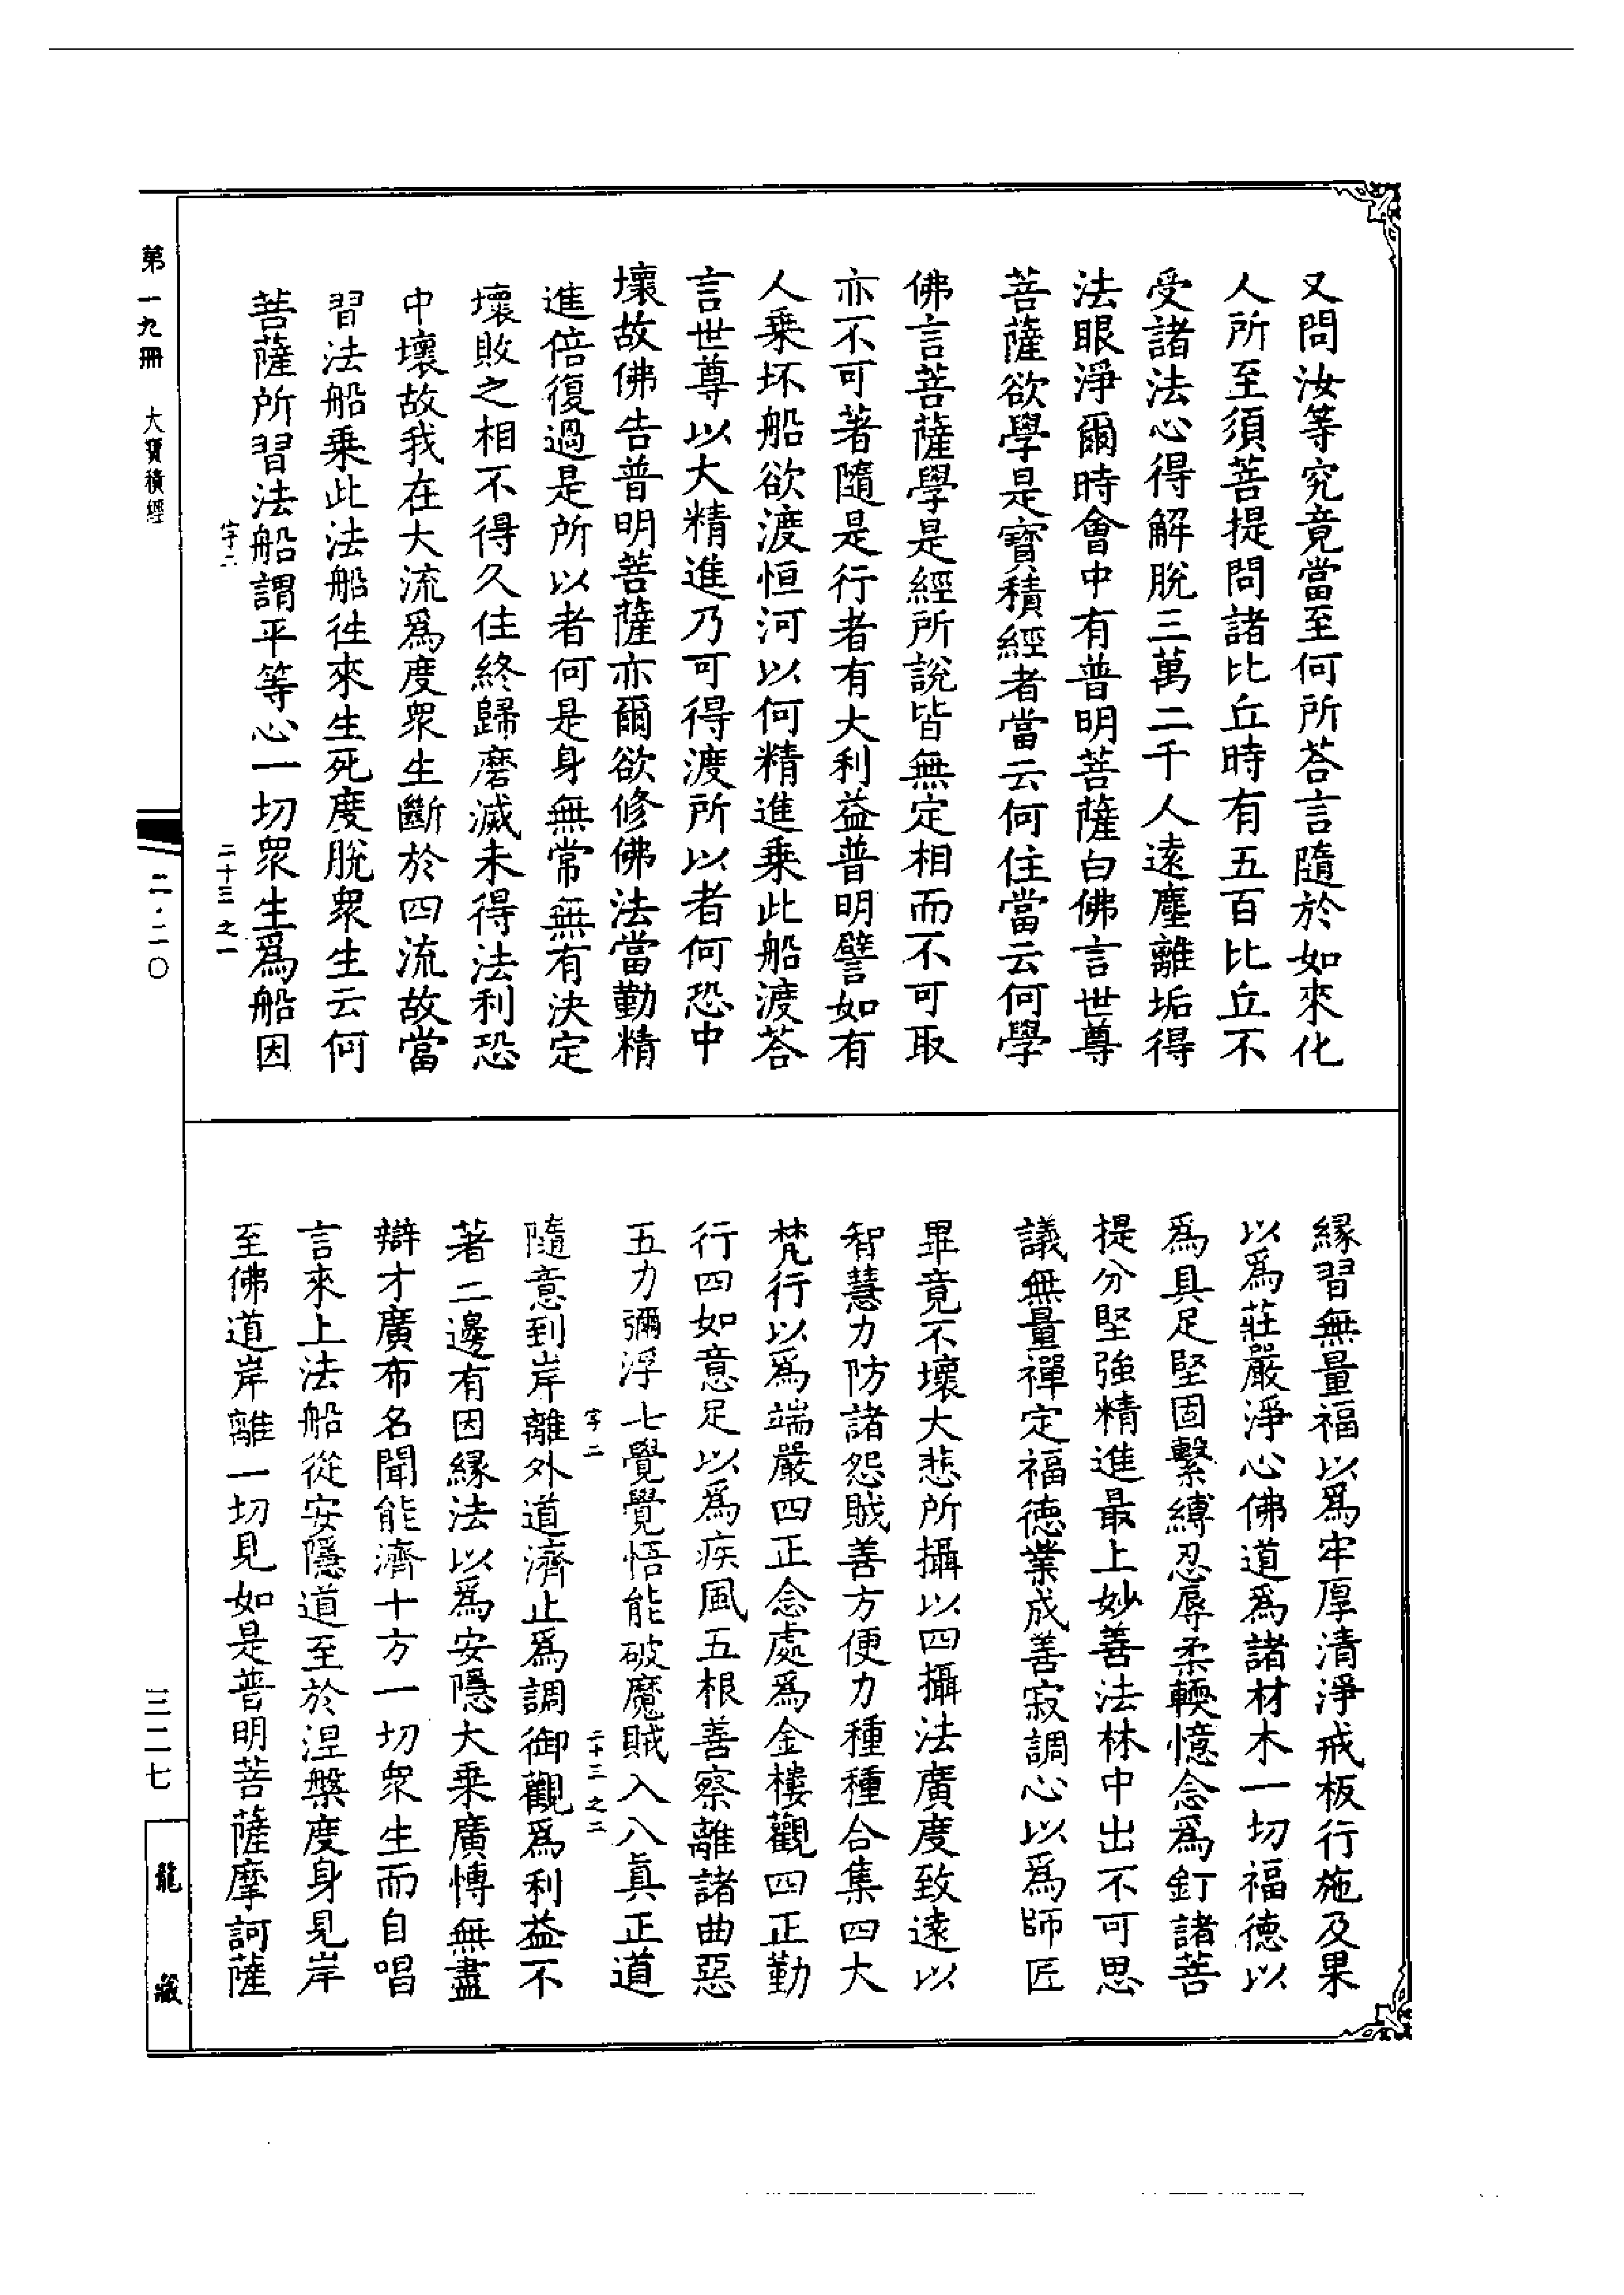 又問汝等究竟當至何所荅言隨於如來化
人所至須菩提問諸比丘時有五百比丘不
受諸法心得解脫三萬二千人遠塵離垢得
法眼淨爾時會中有普明菩薩白佛言世尊
菩薩欲學是寳積經者當云何住當云何學
佛言菩薩學是經所說皆無定相而不可取
亦不可著隨是行者有大利益普明譬如有
人乗坏船欲渡恒河以何精進乗此船渡荅
言世尊以大精進乃可得渡所以者何恐中
壞故佛告普明菩薩亦爾欲修佛法當勤精
進倍復過是所以者何是身無常無有決定
壞敗之相不得久住終歸磨滅未得法利恐
中壞故我在大流爲度衆生斷於四流故當
習法船乗此法船徃來生死度脫衆生云何
菩薩所習法船謂平等心一切衆生爲船因
字二
二十三之一
緣習無量福以爲牢厚清淨戒板行施及果
以爲莊嚴淨心佛道爲諸材木一切福德以
爲具足堅固繫縛忍辱柔輭憶念爲釘諸菩
提分堅強精進最上妙善法林中出不可思
議無量禪定福德業成善寂調心以爲師匠
畢竟不壞大悲所攝以四攝法廣度致遠以
智慧力防諸怨賊善方便力種種合集四大
梵行以爲端嚴四正念處爲金樓觀四正勤
行四如意足以爲疾風五根善察離諸曲惡
五力彌浮七覺覺悟能破魔賊入八真正道
字二
二十三之二
隨意到岸離外道濟止爲調御觀爲利益不
著二邊有因緣法以爲安隱大乗廣博無盡
辯才廣布名聞能濟十方一切衆生而自唱
言來上法船從安隱道至於涅槃度身見岸
至佛道岸離一切見如是普明菩薩摩訶薩
第一九冊 大寶積經
二·二〇
三二七
龍藏